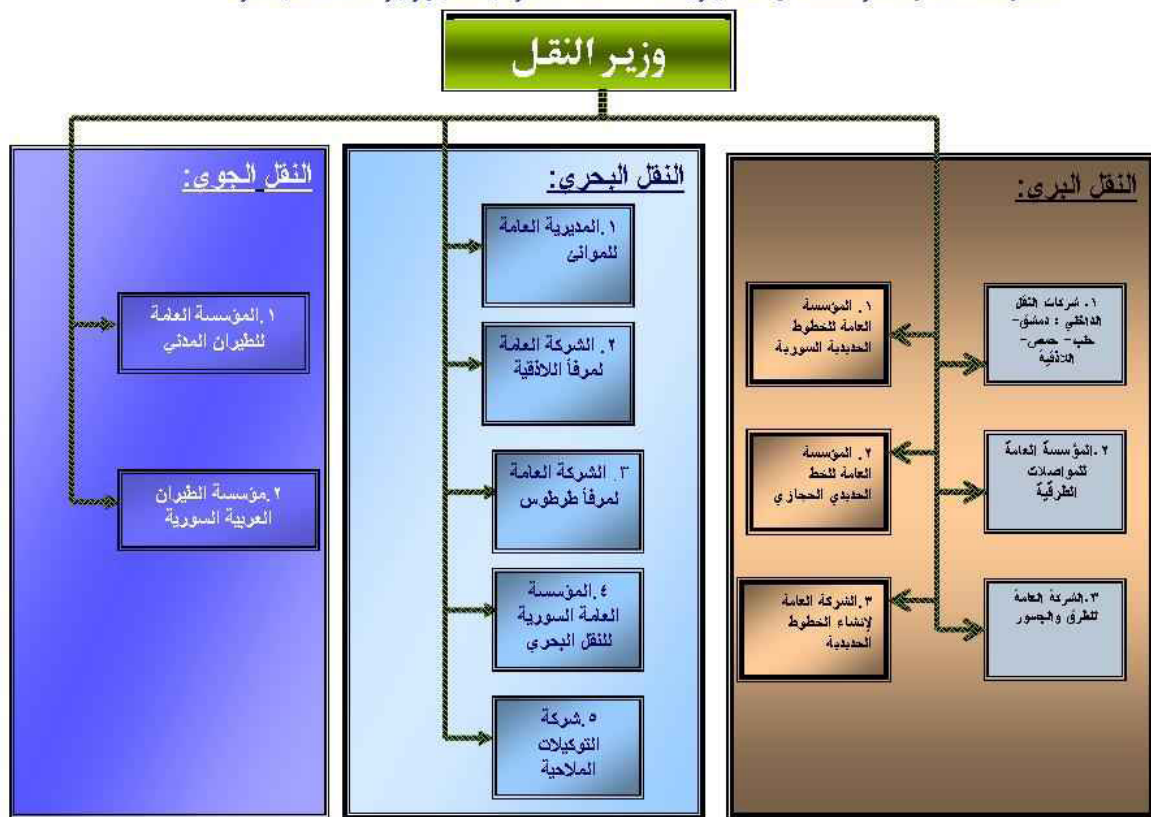 وزير النقل
النقل البري:
١. شركات النقل
الداخلي : دمشق-
حلب- حمص-
اللاذقية
٢.المؤسسة العامة
للمواصلات
الطرقية
٣.الشركة العامة
للطرق والجسور
١. المؤسسة
العامة للخطوط
الحديدية السورية
٢. المؤسسة
العامة للخط
الحديدي الحجازي
٣.الشركة العامة
لإنشاء الخطوط
الحديدية
النقل البحري:
١.المديرية العامة
للموانئ
٢. الشركة العامة
لمرفأ اللاذقية
٣. الشركة العامة
لمرفأ طرطوس
٤.المؤسسة
العامة السورية
للنقل البحري
٥.شركة
التوكيلات
الملاحية
النقل الجوي:
١.المؤسسة العامة
للطيران المدني
٢.مؤسسة الطيران
العربية السورية